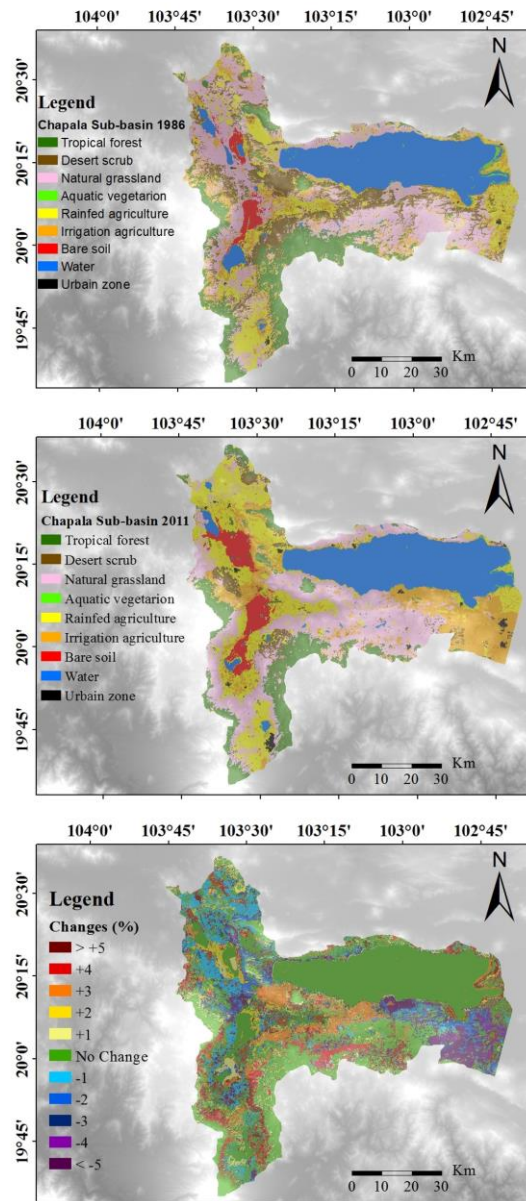 104°0' 103°45' 103°30' 103°15' 103°0' 102°45'
N
20°30'
20°15'
20°0'
19°45'
Legend
Chapala Sub-basin 1986
Tropical forest
Desert scrub
Natural grassland
Aquatic vegetarion
Rainfed agriculture
Irrigation agriculture
Bare soil
Water
Urbain zone
Km
0 10 20 30
104°0' 103°45' 103°30' 103°15' 103°0' 102°45'
N
20°30'
20°15'
20°0'
19°45'
Legend
Chapala Sub-basin 2011
Tropical forest
Desert scrub
Natural grassland
Aquatic vegetarion
Rainfed agriculture
Irrigation agriculture
Bare soil
Water
Urbain zone
Km
0 10 20 30
104°0' 103°45' 103°30' 103°15' 103°0' 102°45'
N
20°30'
20°15'
20°0'
19°45'
Legend
Changes (%)
> +5
+4
+3
+2
+1
No Change
-1
-2
-3
-4
< -5
Km
0 10 20 30